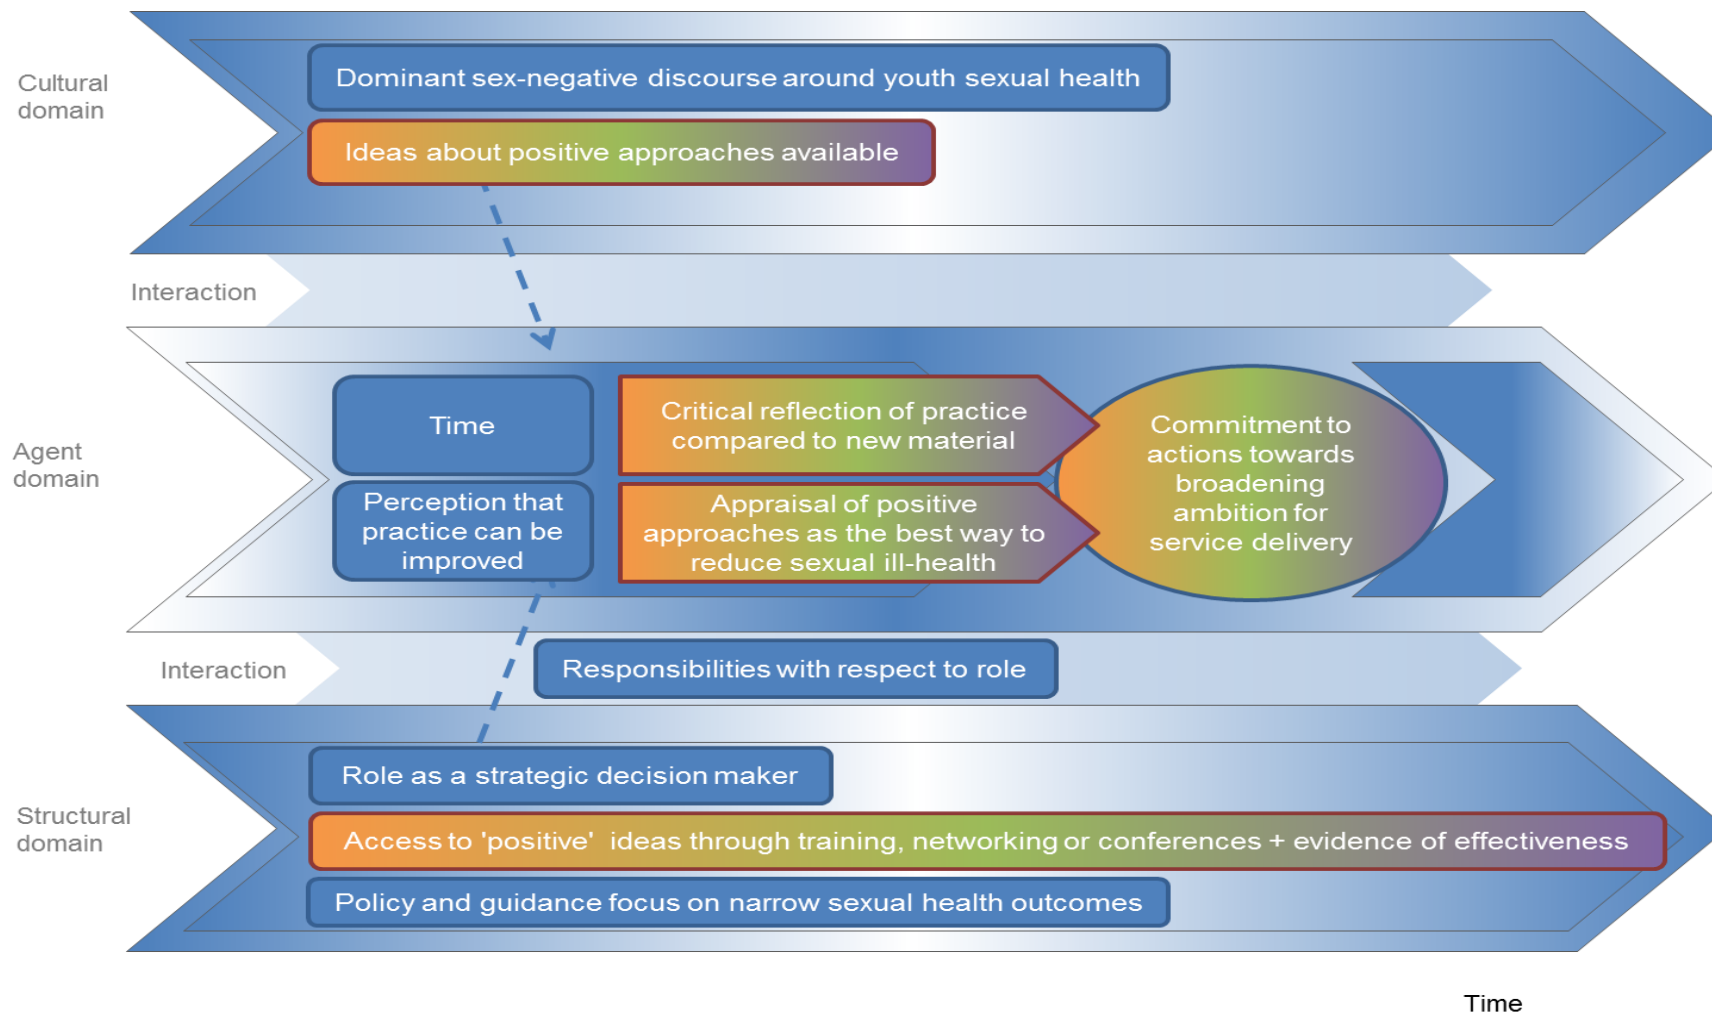 Cultural
domain
Dominant sex-negative discourse around youth sexual health
Ideas about positive approaches available
Interaction
Agent
domain
Time
Perception that
practice can be
improved
Critical reflection of practice
compared to new material
Appraisal of positive
approaches as the best way to
reduce sexual ill-health
Commitment to
actions towards
broadening
ambition for
service delivery
Interaction
Responsibilities with respect to role
Structural
domain
Role as a strategic decision maker
Access to 'positive' ideas through training, networking or conferences + evidence of effectiveness
Policy and guidance focus on narrow sexual health outcomes
Time